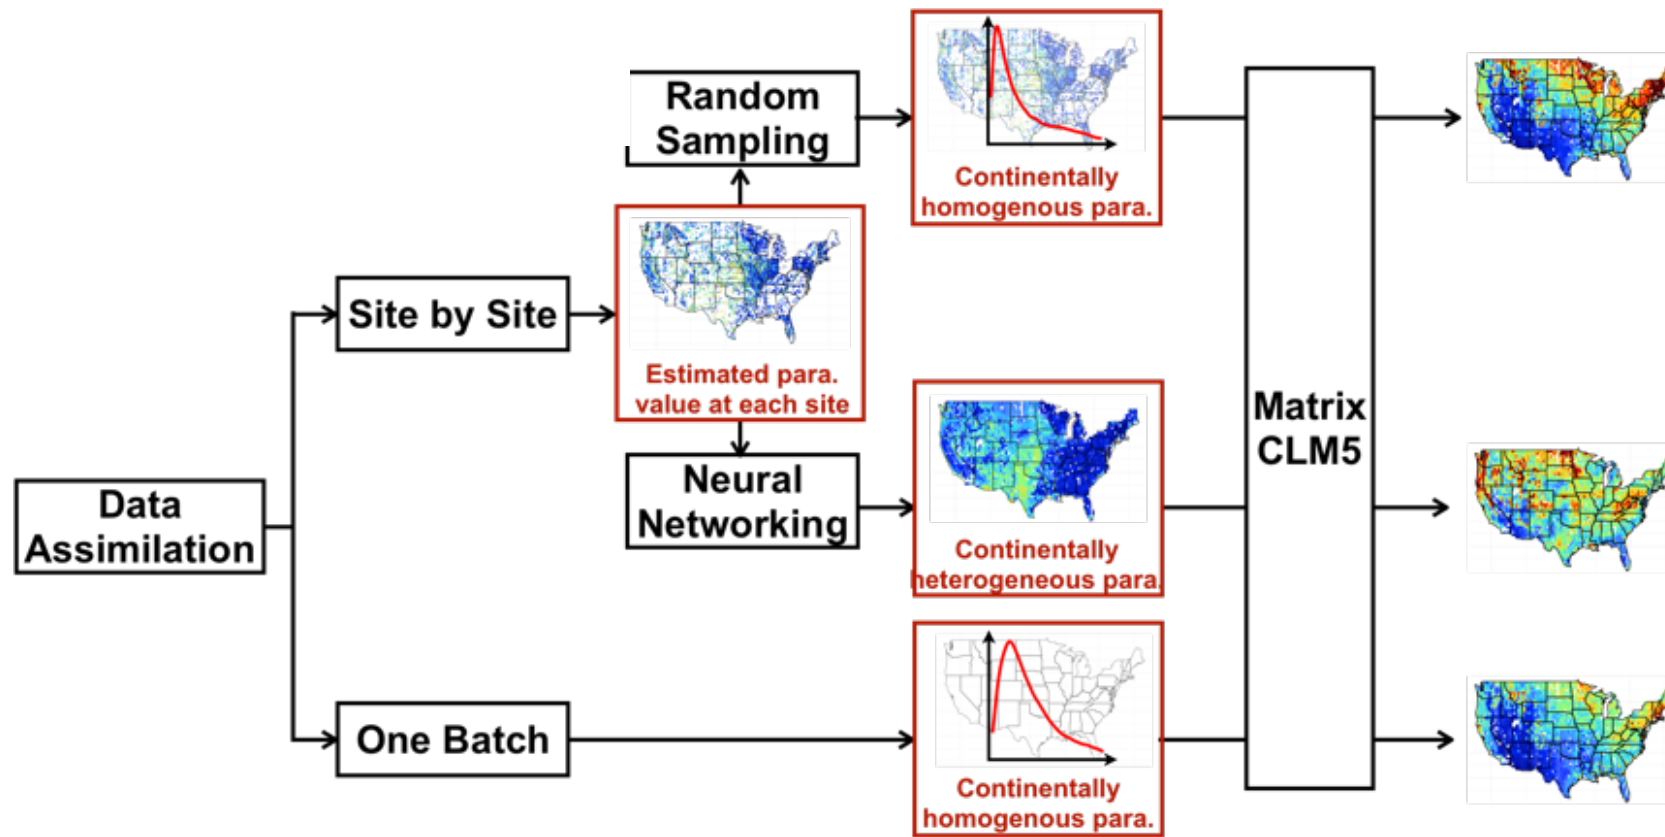 Random
Sampling
Continentally
homogenous para.
Site by Site
Estimated para.
value at each site
Matrix
CLM5
Neural
Networking
Data
Assimilation
Continentally
heterogeneous para.
One Batch
Continentally
homogenous para.